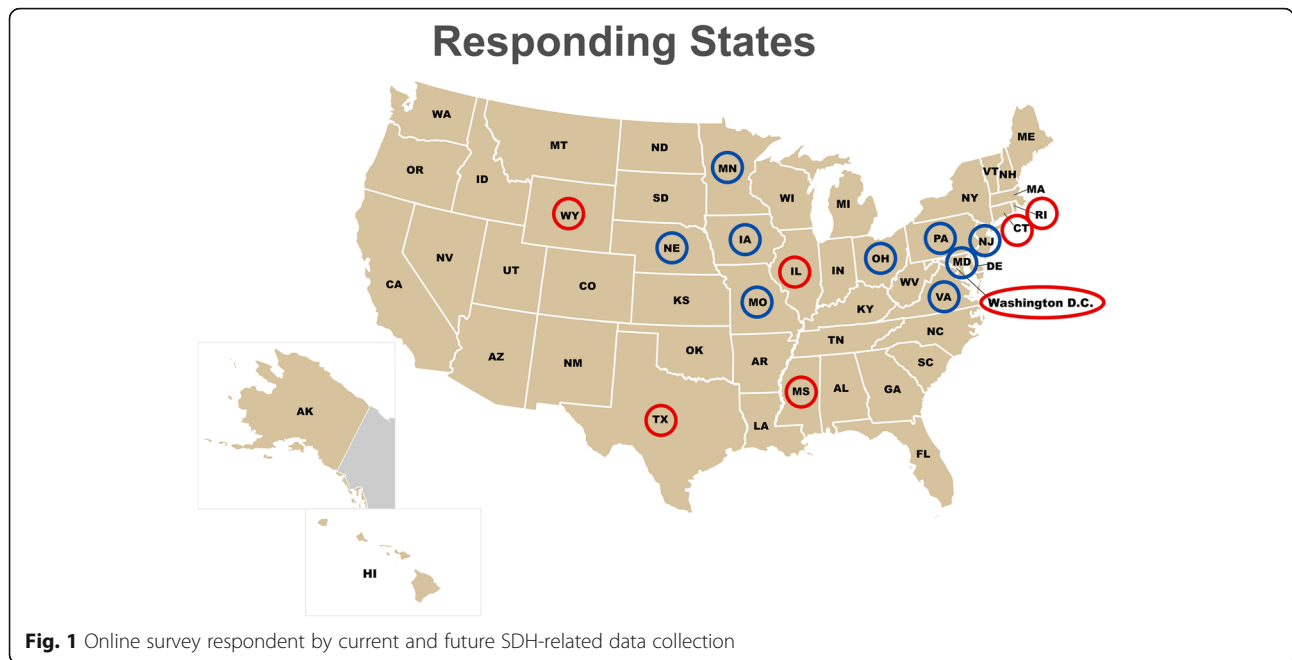 Responding States
WA
MT
ND
MN
ME
OR
ID
WY
SD
WI
MI
NY
VT
NH
MA
RI
CT
NV
UT
CO
NE
IA
IL
IN
OH
PA
NJ
MD
DE
WV
VA
Washington D.C.
CA
KS
MO
KY
AZ
NM
OK
AR
TN
NC
SC
TX
LA
MS
AL
GA
FL
AK
HI
Fig. 1 Online survey respondent by current and future SDH-related data collection